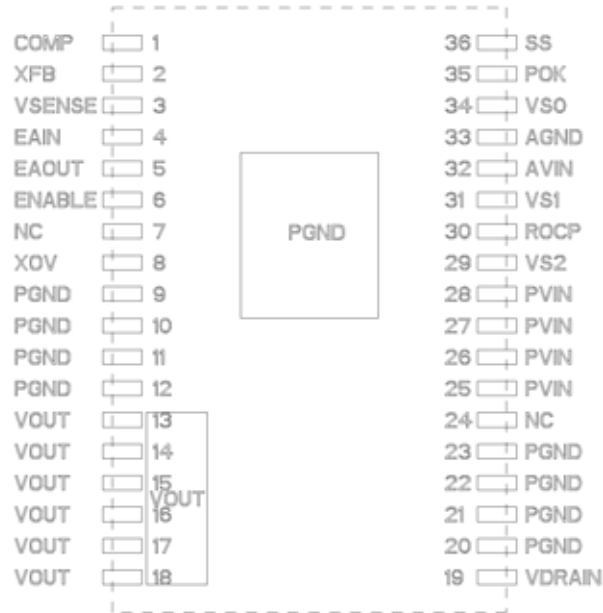 COMP 1 36 SS
XFB 2 35 POK
VSENSE 3 34 VS0
EAIN 4 33 AGND
EAOUT 5 32 AVIN
ENABLE 6 31 VS1
NC 7 PGND 30 ROCP
XOV 8 29 VS2
PGND 9 28 PVIN
PGND 10 27 PVIN
PGND 11 26 PVIN
PGND 12 25 PVIN
VOUT 13 24 NC
VOUT 14 23 PGND
VOUT 15 22 PGND
VOUT
VOUT 16 21 PGND
VOUT 17 20 PGND
VOUT 18 19 VDRAIN